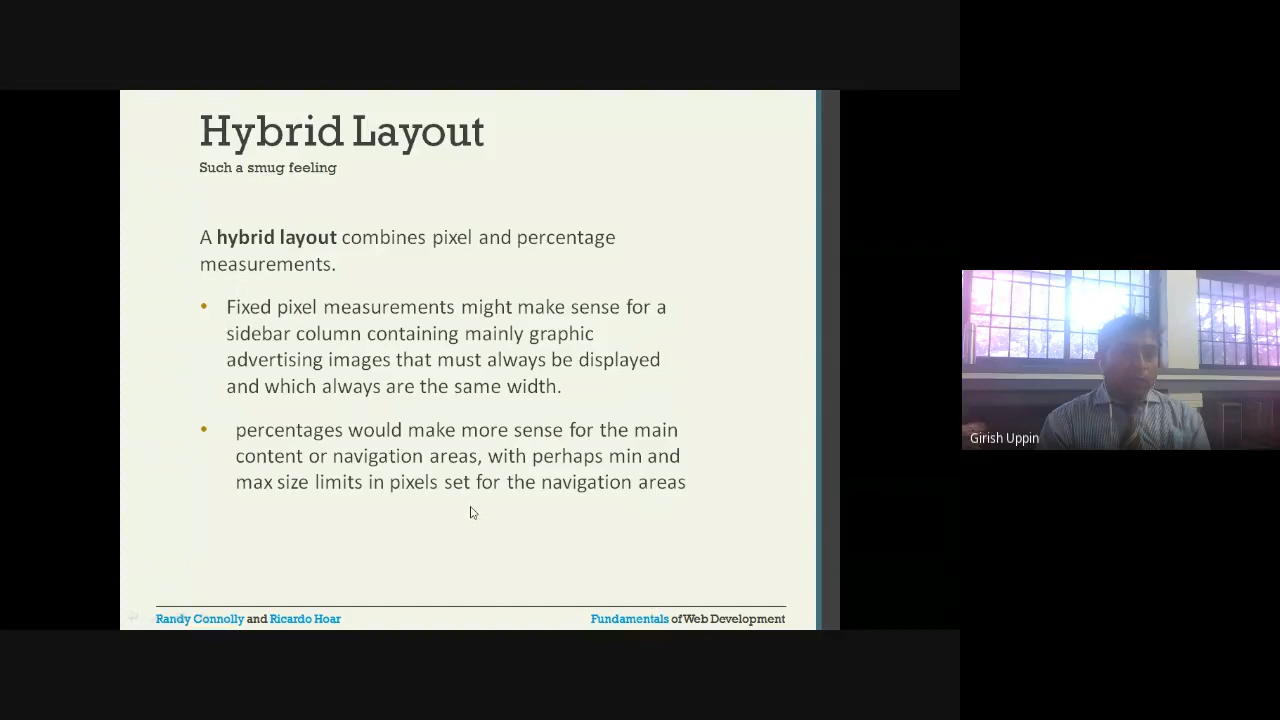 Hybrid Layout
Such a smug feeling
A hybrid layout combines pixel and percentage
measurements.
• Fixed pixel measurements might make sense for a
sidebar column containing mainly graphic
advertising images that must always be displayed
and which always are the same width.
• percentages would make more sense for the main
content or navigation areas, with perhaps min and
max size limits in pixels set for the navigation areas
Randy Connolly and Ricardo Hoar
Fundamentals of Web Development
Girish Uppin